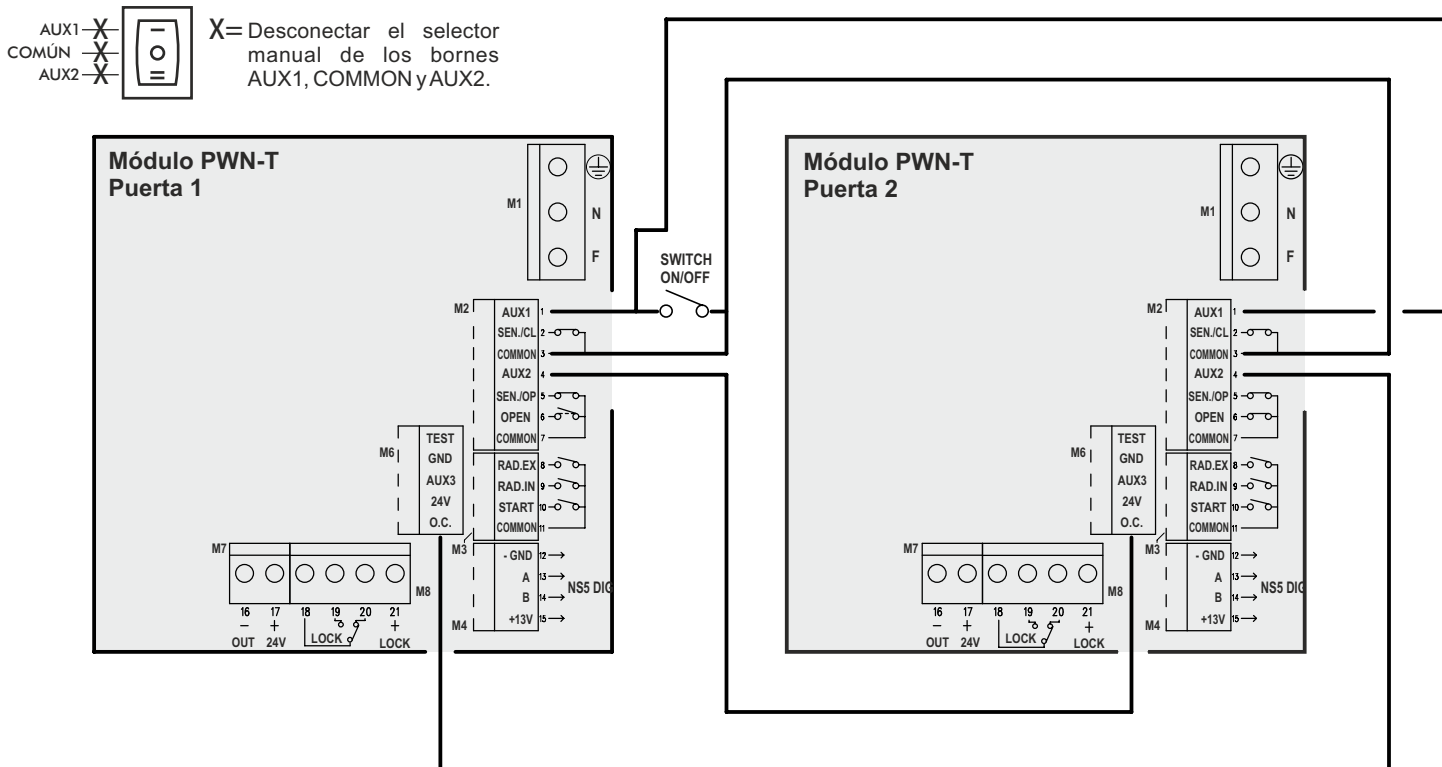 AUX1
COMÚN
AUX2
X= Desconectar el selector
manual de los bornes
AUX1, COMMON y AUX2.
Módulo PWN-T
Puerta 1
M1
N
F
SWITCH
ON/OFF
M2
AUX1 1
SEN./CL 2
COMMON 3
AUX2 4
SEN./OP 5
OPEN 6
COMMON 7
M6
TEST
GND
AUX3
24V
O.C.
RAD.EX 8
RAD.IN 9
START 10
COMMON 11
M3
- GND 12
A 13
B 14
+13V 15
NS5 DIG
M4
M7
M8
16 17 18 19 20 21
- + +
OUT 24V LOCK LOCK
Módulo PWN-T
Puerta 2
M1
N
F
M2
AUX1 1
SEN./CL 2
COMMON 3
AUX2 4
SEN./OP 5
OPEN 6
COMMON 7
M6
TEST
GND
AUX3
24V
O.C.
RAD.EX 8
RAD.IN 9
START 10
COMMON 11
M3
- GND 12
A 13
B 14
+13V 15
NS5 DIG
M4
M7
M8
16 17 18 19 20 21
- + +
OUT 24V LOCK LOCK